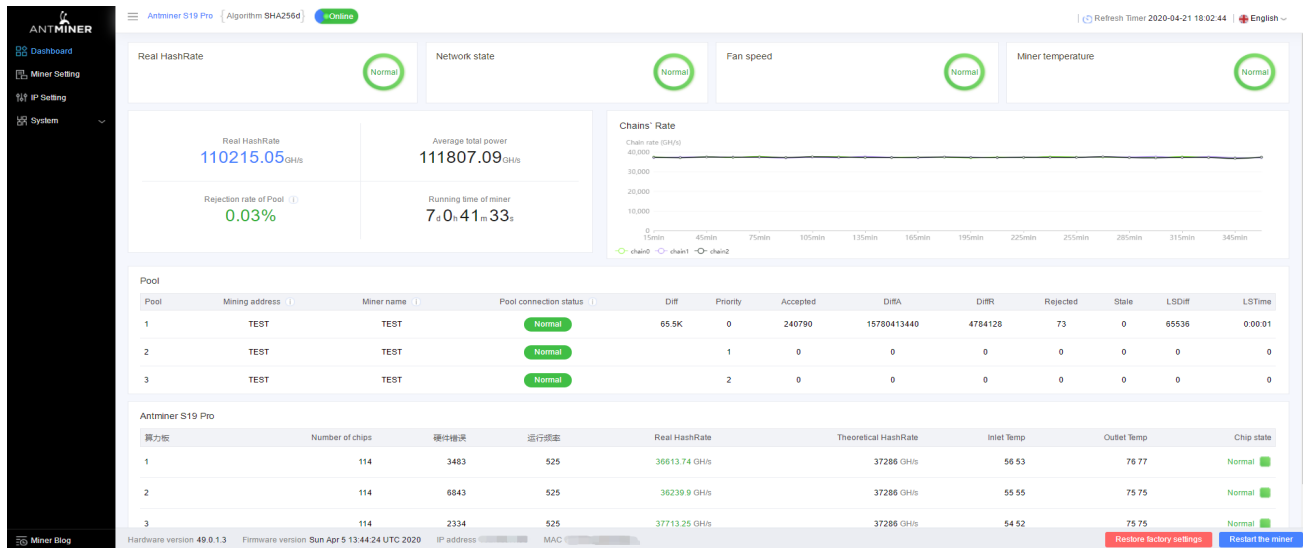 ANTMINER
Antminer S19 Pro { Algorithm SHA256d } Online
Refresh Timer 2020-04-21 18:02:44 English
Dashboard
Miner Setting
IP Setting
System
Real HashRate Normal
Network state Normal
Fan speed Normal
Miner temperature Normal
Real HashRate
110215.05 GH/s
Average total power
111807.09 GH/s
Rejection rate of Pool
0.03%
Running time of miner
7d 0h 41m 33s
Chains` Rate
Chain rate (GH/s)
40,000
30,000
20,000
10,000
0
15min 45min 75min 105min 135min 165min 195min 225min 255min 285min 315min 345min
chain0 chain1 chain2
Pool
Pool Mining address Miner name Pool connection status Diff Priority Accepted DiffA DiffR Rejected Stale LSDiff LSTime
1 TEST TEST Normal 65.5K 0 240790 15780413440 4784128 73 0 65536 0:00:01
2 TEST TEST Normal 1 0 0 0 0 0 0 0
3 TEST TEST Normal 2 0 0 0 0 0 0 0
Antminer S19 Pro
算力板 Number of chips 硬件错误 运行频率 Real HashRate Theoretical HashRate Inlet Temp Outlet Temp Chip state
1 114 3483 525 36613.74 GH/s 37286 GH/s 56 53 76 77 Normal
2 114 6843 525 36239.9 GH/s 37286 GH/s 55 55 75 75 Normal
3 114 2334 525 37713.25 GH/s 37286 GH/s 54 52 75 75 Normal
Miner Blog
Hardware version 49.0.1.3 Firmware version Sun Apr 5 13:44:24 UTC 2020 IP address MAC
Restore factory settings Restart the miner